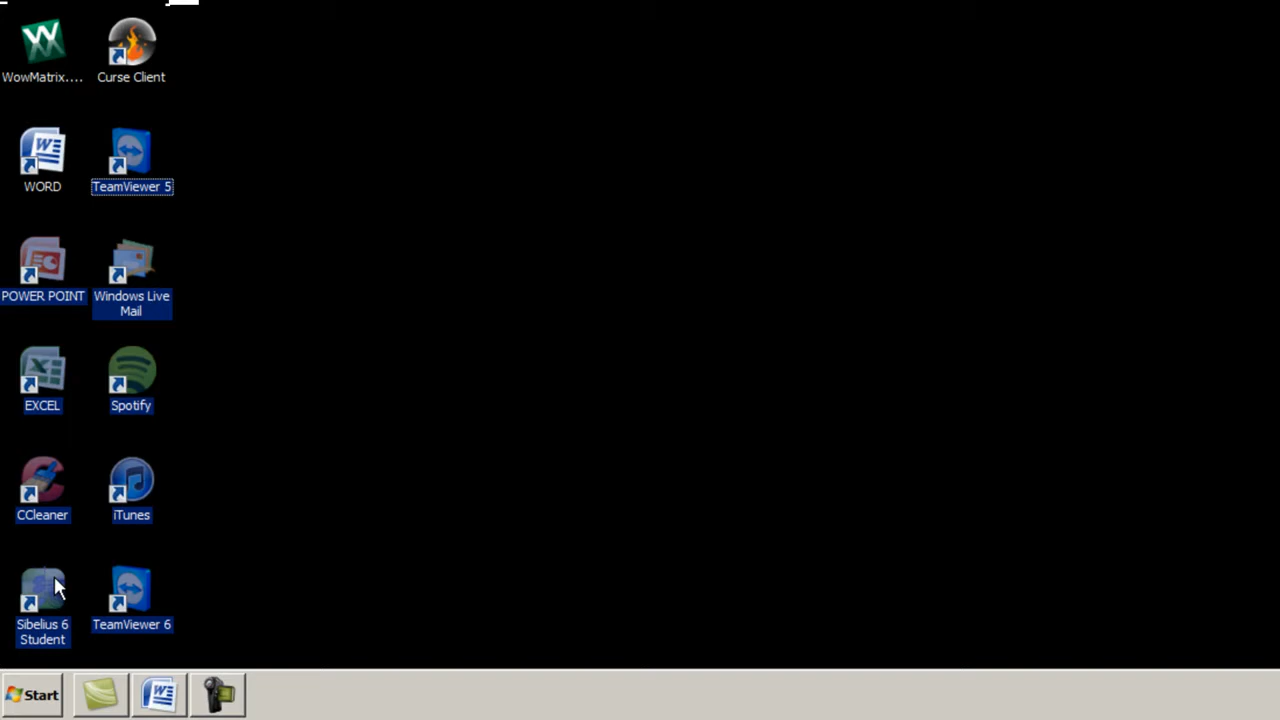 WowMatrix....
Curse Client
WORD
TeamViewer 5
POWER POINT
Windows Live
Mail
EXCEL
Spotify
CCleaner
iTunes
Sibelius 6
Student
TeamViewer 6
Start